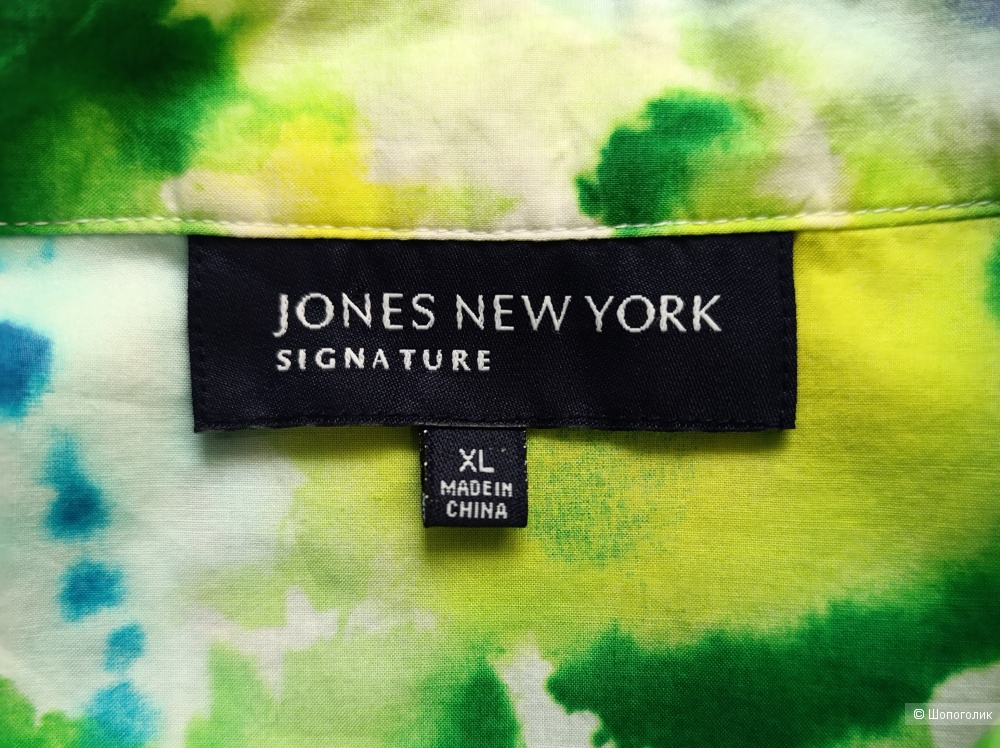 JONES NEW YORK
SIGNATURE
XL
MADE IN
CHINA
© Шопоголик